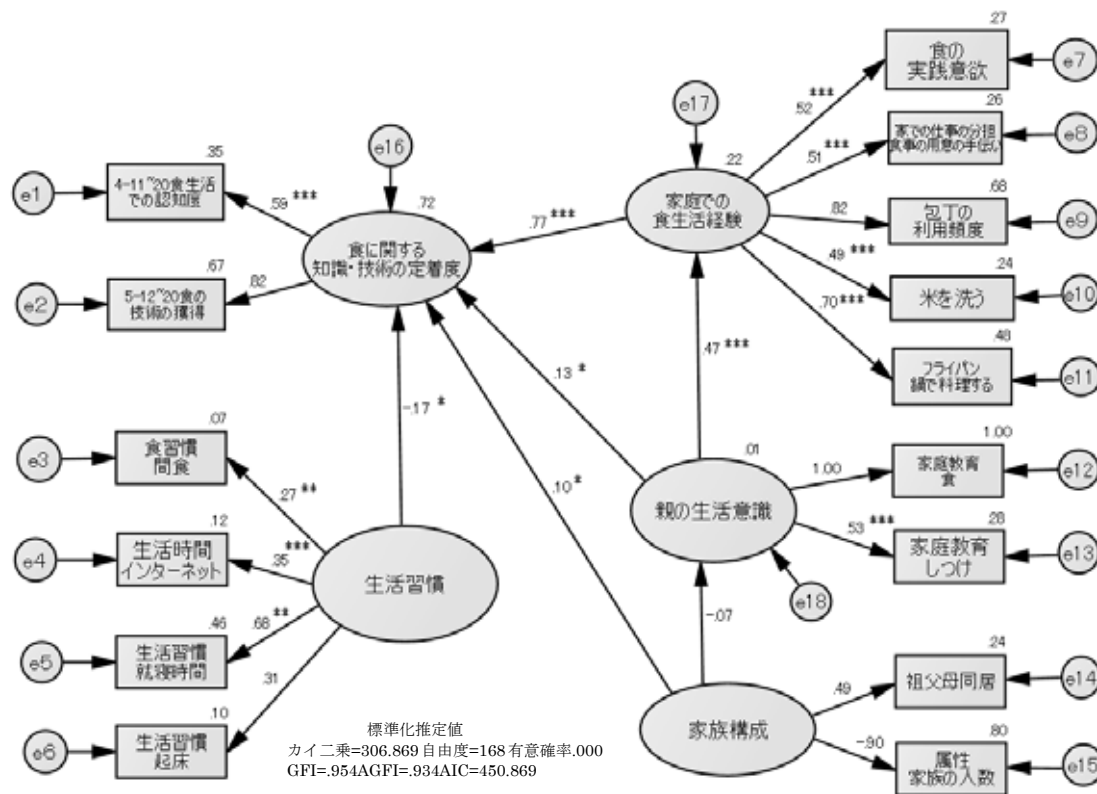 .27
食の
実践意欲
e7
.52 ***
e17
.26
家での仕事の分担
食事の用意の手伝い
e8
.51 ***
.22
家庭での
食生活経験
.68
包丁の
利用頻度
e9
.82
.49 ***
.24
米を洗う
e10
.70 ***
.48
フライパン
鍋で料理する
e11
e16
.35
4-11~20食生活
での認知度
e1
.59 ***
.72
食に関する
知識・技術の定着度
.77 ***
.67
5-12~20食の
技術の獲得
e2
.82
.47 ***
.13 *
-.17 *
.10 *
.07
食習慣
間食
e3
.27 **
.12
生活時間
インターネット
e4
.35 ***
生活習慣
.46
生活習慣
就寝時間
e5
.68 **
.10
生活習慣
起床
e6
.31
.01
親の生活意識
1.00
家庭教育
食
e12
1.00
.53 ***
.28
家庭教育
しつけ
e13
e18
-.07
家族構成
.24
祖父母同居
e14
.49
.80
属性
家族の人数
e15
-.90
標準化推定値
カイ二乗=306.869 自由度=168 有意確率.000
GFI=.954AGFI=.934AIC=450.869